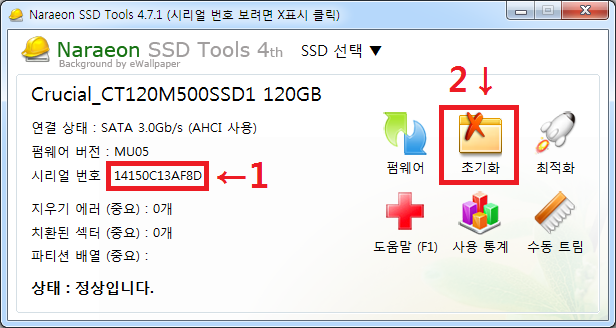 Naraeon SSD Tools 4.7.1 (시리얼 번호 보려면 X표시 클릭)
Naraeon SSD Tools 4th
SSD 선택 ▼
Background by eWallpaper
Crucial_CT120M500SSD1 120GB
2↓
연결 상태 : SATA 3.0Gb/s (AHCI 사용)
펌웨어 버전 : MU05
시리얼 번호 14150C13AF8D ←1
펌웨어 초기화 최적화
지우기 에러 (중요) : 0개
치환된 섹터 (중요) : 0개
파티션 배열 (중요) :
도움말 (F1) 사용 통계 수동 트림
상태 : 정상입니다.